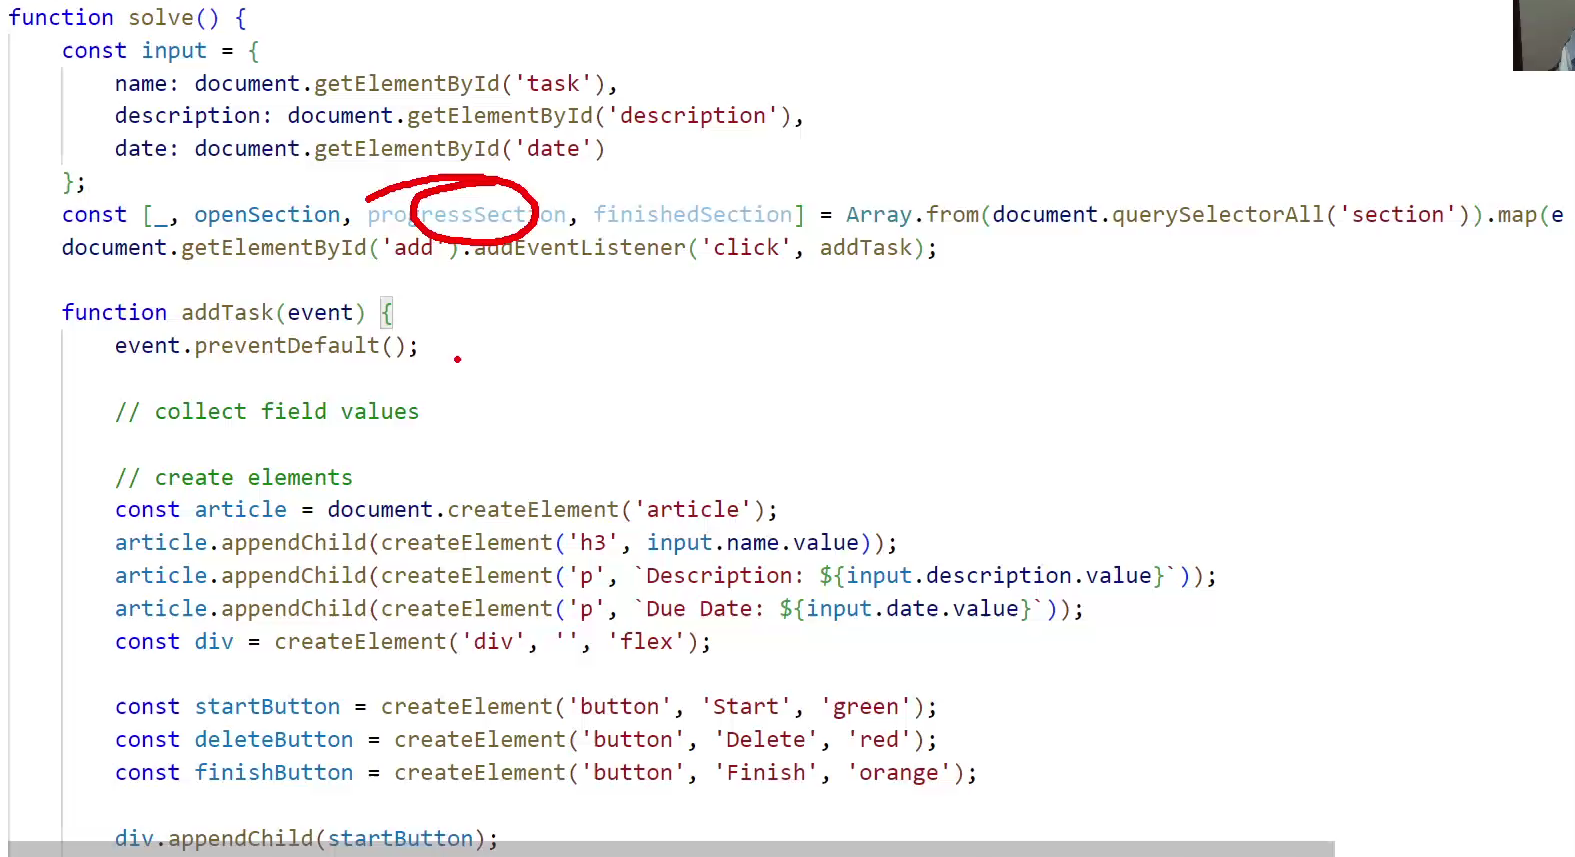 function solve() {
const input = {
name: document.getElementById('task'),
description: document.getElementById('description'),
date: document.getElementById('date')
};
const [_, openSection, progressSection, finishedSection] = Array.from(document.querySelectorAll('section')).map(e
document.getElementById('add').addEventListener('click', addTask);
function addTask(event) {
event.preventDefault();
// collect field values
// create elements
const article = document.createElement('article');
article.appendChild(createElement('h3', input.name.value));
article.appendChild(createElement('p', `Description: ${input.description.value}`));
article.appendChild(createElement('p', `Due Date: ${input.date.value}`));
const div = createElement('div', '', 'flex');
const startButton = createElement('button', 'Start', 'green');
const deleteButton = createElement('button', 'Delete', 'red');
const finishButton = createElement('button', 'Finish', 'orange');
div.appendChild(startButton);